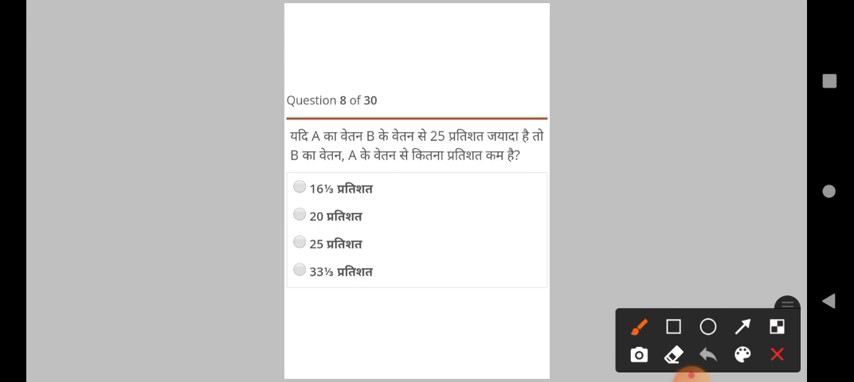 Question 8 of 30
यदि A का वेतन B के वेतन से 25 प्रतिशत जयादा है तो
B का वेतन, A के वेतन से कितना प्रतिशत कम है?
16⅓ प्रतिशत
20 प्रतिशत
25 प्रतिशत
33⅓ प्रतिशत